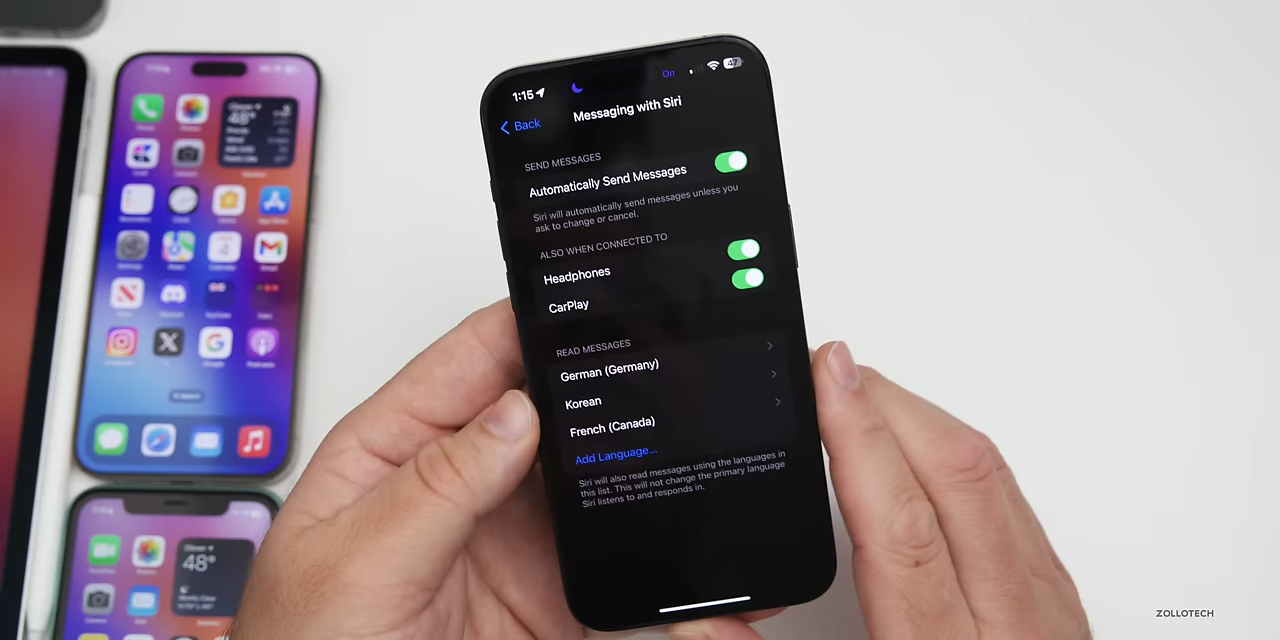 1:15
On
47
Back
Messaging with Siri
SEND MESSAGES
Automatically Send Messages
Siri will automatically send messages unless you
ask to change or cancel.
ALSO WHEN CONNECTED TO
Headphones
CarPlay
READ MESSAGES
German (Germany)
Korean
French (Canada)
Add Language...
Siri will also read messages using the languages in
this list. This will not change the primary language
Siri listens to and responds in.
48°
48°
ZOLLOTECH